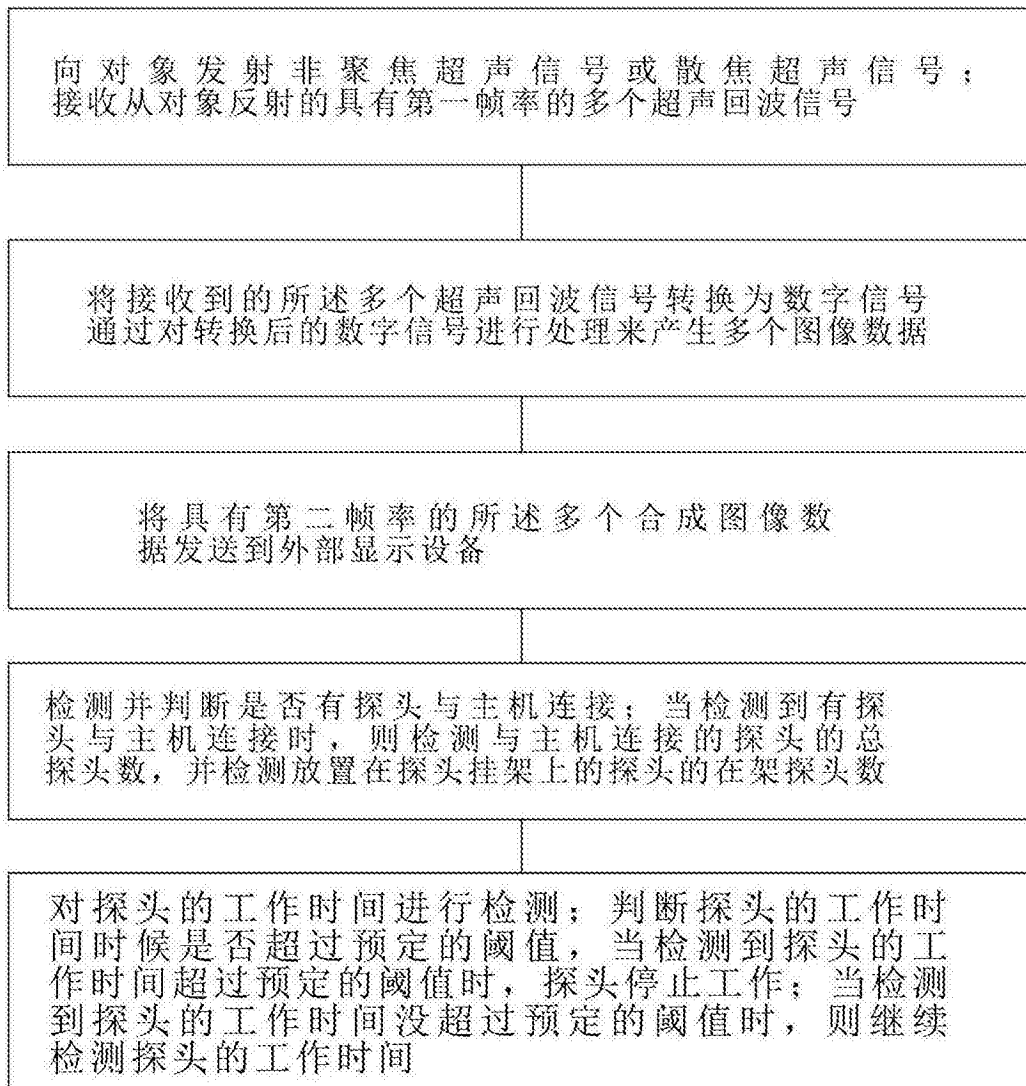 向对象发射非聚焦超声信号或散焦超声信号；
接收从对象反射的具有第一帧率的多个超声回波信号
将接收到的所述多个超声回波信号转换为数字信号
通过对转换后的数字信号进行处理来产生多个图像数据
将具有第二帧率的所述多个合成图像数
据发送到外部显示设备
检测并判断是否有探头与主机连接；当检测到有探
头与主机连接时，则检测与主机连接的探头的总
探头数，并检测放置在探头挂架上的探头的在架探头数
对探头的工作时间进行检测；判断探头的工作时
间时候是否超过预定的阈值，当检测到探头的工
作时间超过预定的阈值时，探头停止工作；当检测
到探头的工作时间没超过预定的阈值时，则继续
检测探头的工作时间